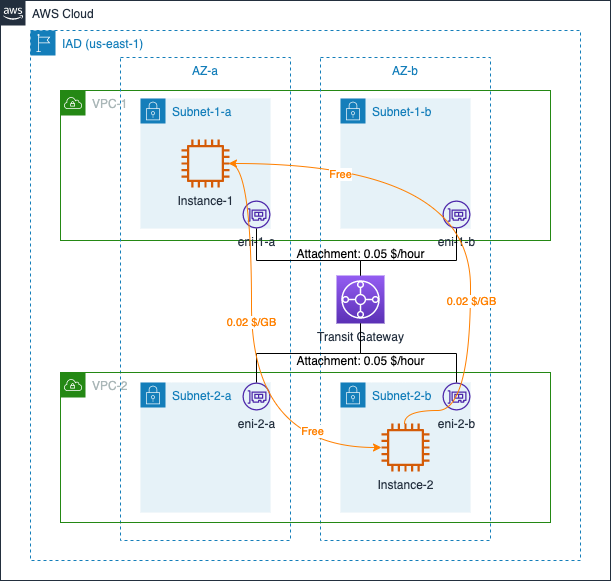 aws
AWS Cloud
IAD (us-east-1)
AZ-a
AZ-b
VPC-1
Subnet-1-a
Subnet-1-b
Free
Instance-1
eni-1-a
eni-1-b
Attachment: 0.05 $/hour
0.02 $/GB
0.02 $/GB
Transit Gateway
Attachment: 0.05 $/hour
VPC-2
Subnet-2-a
Subnet-2-b
eni-2-a
eni-2-b
Free
Instance-2